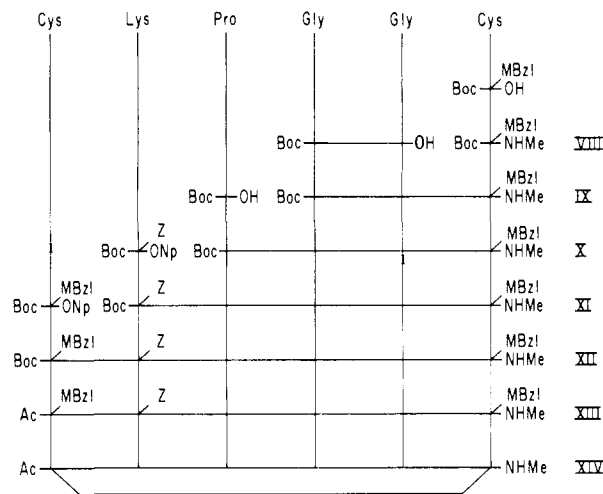 Cys Lys Pro Gly Gly Cys
MBzl
Boc OH
MBzl
Boc OH Boc NHMe VIII
MBzl
Boc OH Boc NHMe IX
Z MBzl
Boc ONp Boc NHMe X
MBzl Z MBzl
Boc ONp Boc NHMe XI
MBzl Z MBzl
Boc NHMe XII
MBzl Z MBzl
Ac NHMe XIII
Ac NHMe XIV